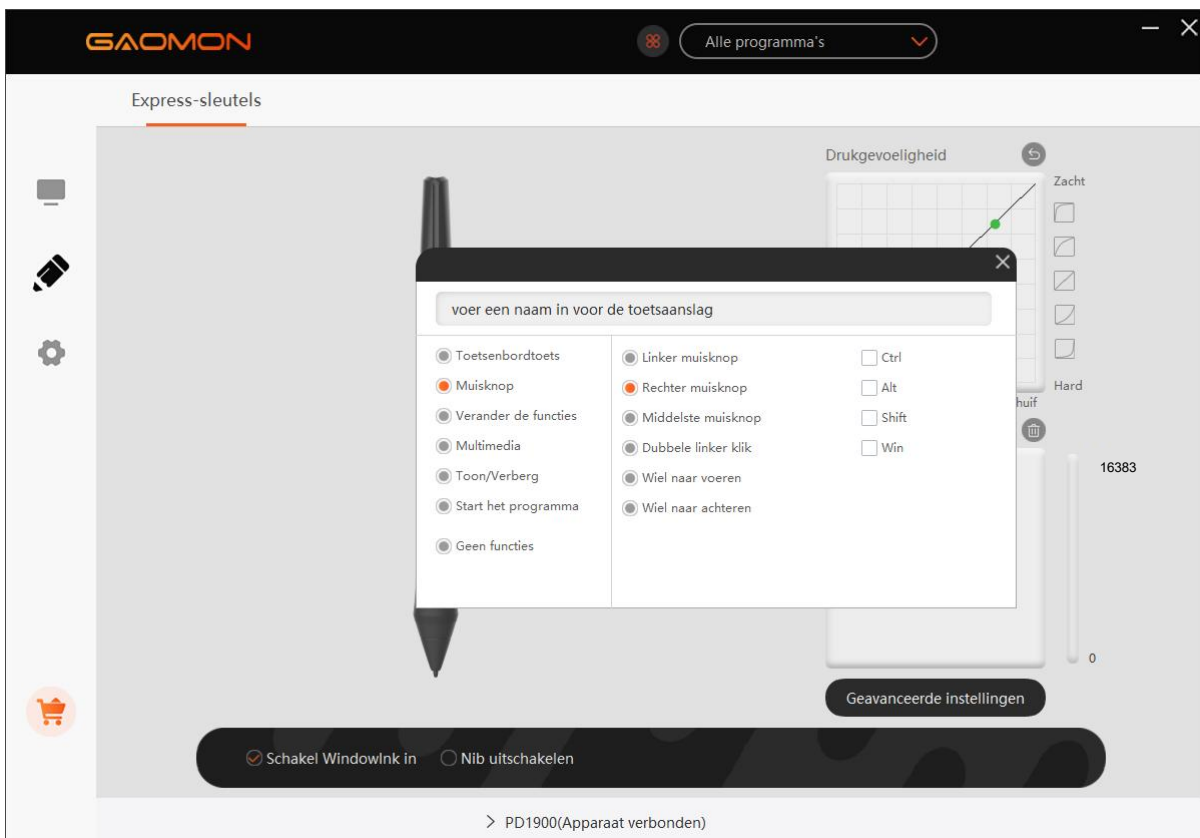 GAOMON
Alle programma's
Express-sleutels
Drukgevoeligheid
Zacht
voer een naam in voor de toetsaanslag
Toetsenbordtoets
Linker muisknop
Ctrl
Muisknop
Rechter muisknop
Alt
Hard
huif
Verander de functies
Middelste muisknop
Shift
Multimedia
Dubbele linker klik
Win
Toon/Verberg
Wiel naar voeren
16383
Start het programma
Wiel naar achteren
Geen functies
0
Geavanceerde instellingen
Schakel WindowInk in
Nib uitschakelen
> PD1900(Apparaat verbonden)